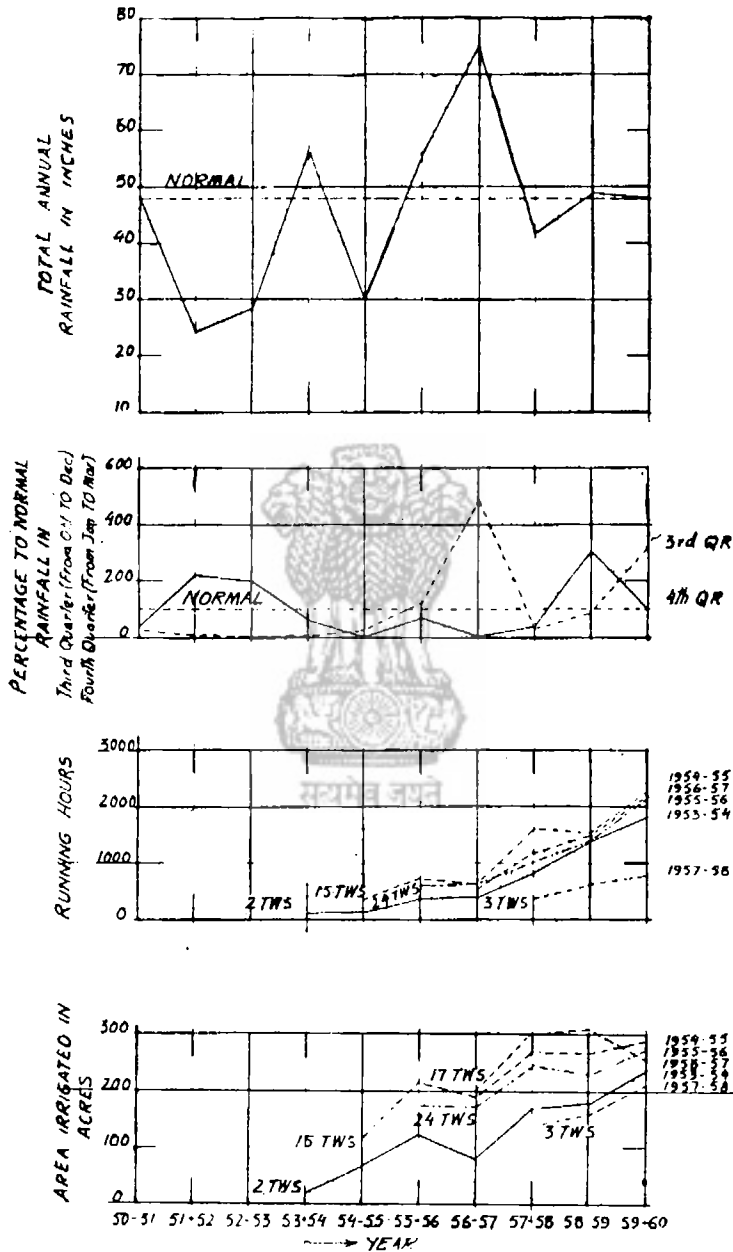 TOTAL ANNUAL
RAINFALL IN INCHES
80
70
60
50
40
30
20
10
NORMAL
PERCENTAGE TO NORMAL
RAINFALL IN
Third Quarter (From Oct TO Dec)
Fourth Quarter (From Jan TO Mar)
600
400
200
0
NORMAL
3rd QR
4th QR
सत्यमेव जयते
RUNNING HOURS
3000
2000
1000
0
2 TWS
15 TWS
24 TWS
3 TWS
1954-55
1956-57
1955-56
1953-54
1957-58
AREA IRRIGATED IN
ACRES
300
200
100
0
2 TWS
15 TWS
17 TWS
24 TWS
3 TWS
1954-55
1955-56
1956-57
1953-54
1957-58
50-51 51-52 52-53 53-54 54-55 55-56 56-57 57-58 58 59 59-60
YEAR